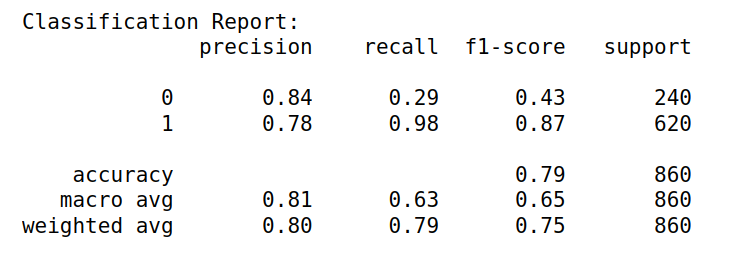 Classification Report:
              precision    recall  f1-score   support

           0       0.84      0.29      0.43       240
           1       0.78      0.98      0.87       620

    accuracy                           0.79       860
   macro avg       0.81      0.63      0.65       860
weighted avg       0.80      0.79      0.75       860